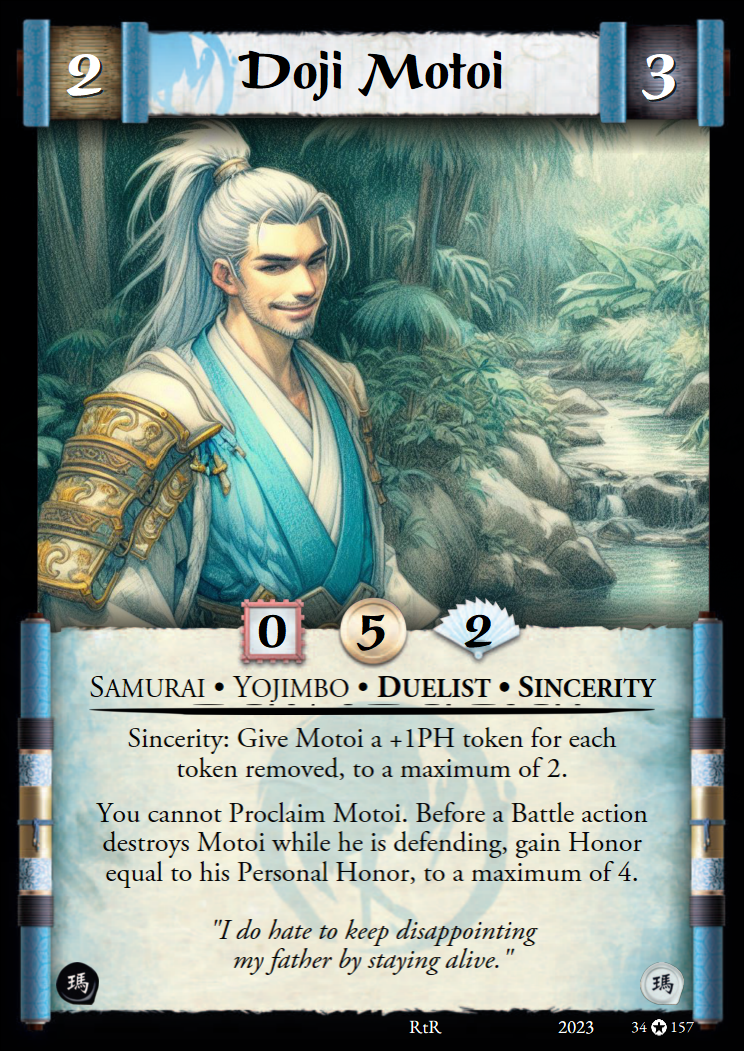 2 Doji Motoi 3
0 5 2
SAMURAI • YOJIMBO • DUELIST • SINCERITY
Sincerity: Give Motoi a +1PH token for each
token removed, to a maximum of 2.
You cannot Proclaim Motoi. Before a Battle action
destroys Motoi while he is defending, gain Honor
equal to his Personal Honor, to a maximum of 4.
"I do hate to keep disappointing
my father by staying alive."
瑪 瑪
RtR 2023 34 ✪ 157